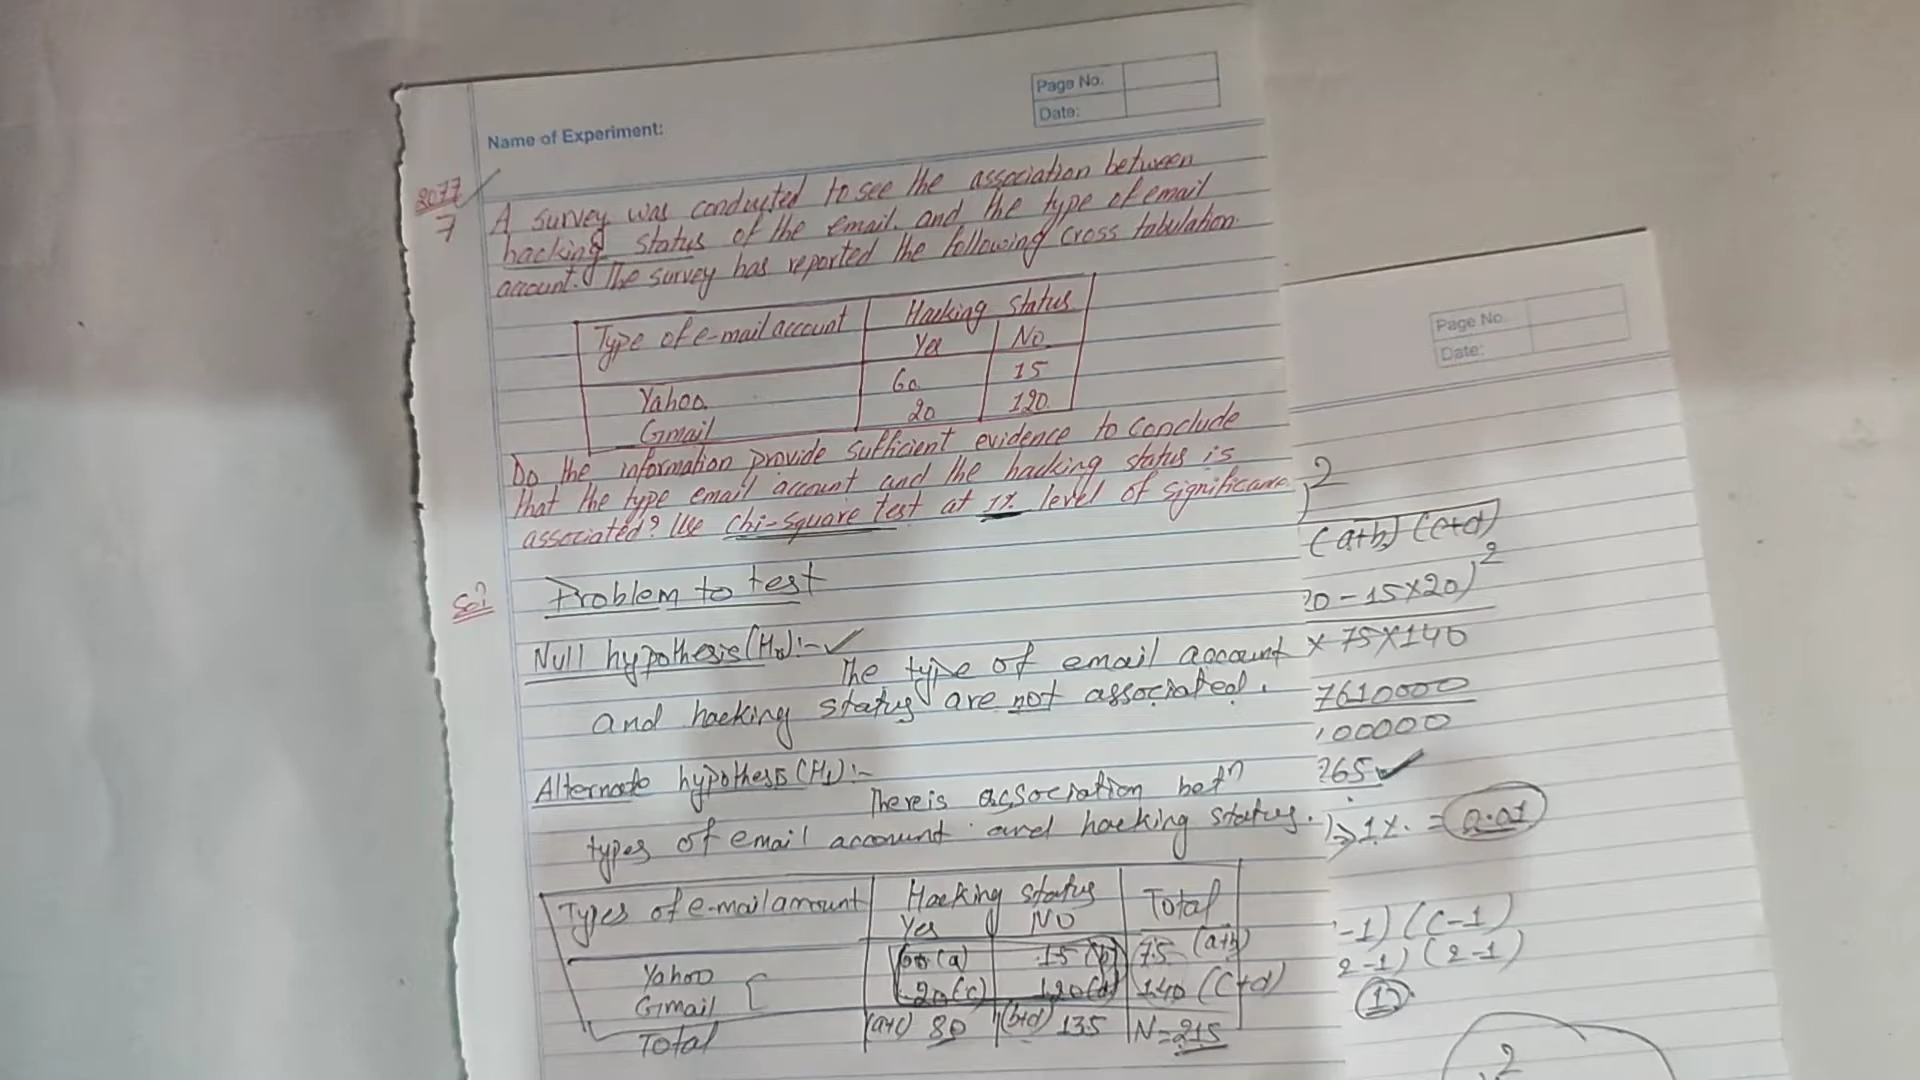 Page No.
Date:
Name of Experiment:
2077
7
A survey was conducted to see the association between
hacking status of the email. and the type of email
account. The survey has reported the following cross tabulation.
Type of e-mail account Hacking Status
Yes No
Yahoo 60 15
Gmail 20 120
Do the information provide sufficient evidence to conclude
that the type email account and the hacking status is
associated? Use Chi-square test at 1% level of significance
Problem to test
Null hypothesis (H0):-
The type of email account
and hacking status are not associated.
Alternate hypothesis (H1):-
There is association betn
types of email account and hacking status.
Types of e-mail amount Hacking status Total
Yes NO
Yahoo 60 (a) 15 (b) 75 (a+b)
Gmail 20 (c) 120 (d) 140 (c+d)
Total (a+c) 80 (b+d) 135 N=215
Page No.
Date:
)2
(a+b) (c+d)
20 - 15×20)2
× 75×140
7610000
00000
265
1%. = 0.01
-1) (c-1)
2-1) (2-1)
1
2